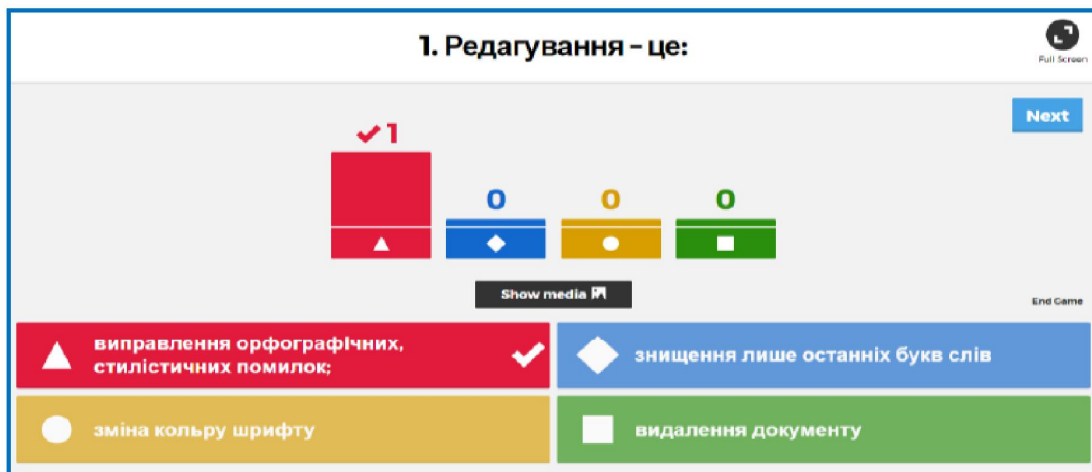 1. Редагування – це:
Full Screen
Next
1
0
0
0
Show media
End Game
виправлення орфографічних,
стилістичних помилок;
знищення лише останніх букв слів
зміна кольру шрифту
видалення документу